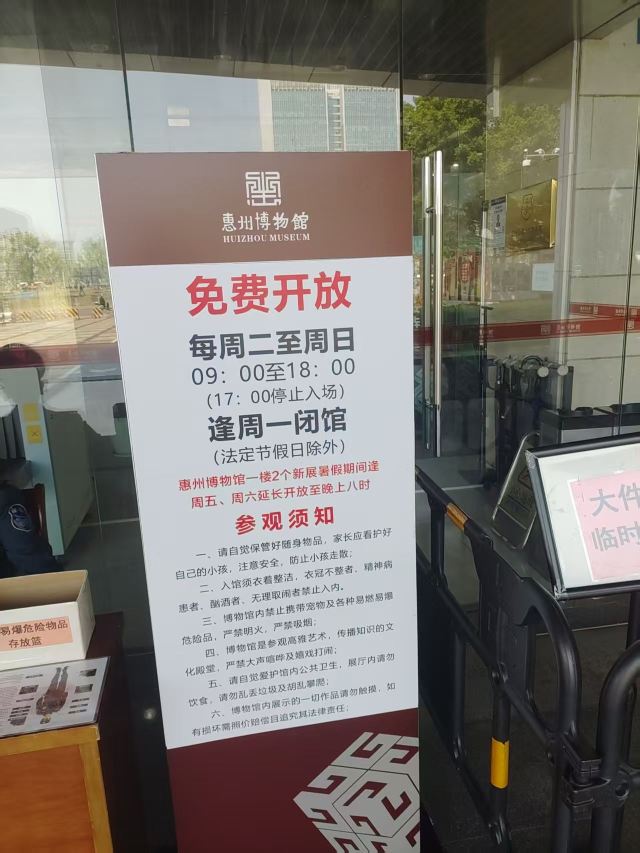 惠州博物馆
HUIZHOU MUSEUM
免费开放
每周二至周日
09：00至18：00
(17：00停止入场)
逢周一闭馆
(法定节假日除外)
惠州博物馆一楼2个新展暑假期间逢
周五、周六延长开放至晚上八时
参观须知
一、请自觉保管好随身物品，家长应看护好
自己的小孩，注意安全，防止小孩走散；
二、入馆须衣着整洁，衣冠不整者、精神病
患者、酗酒者、无理取闹者禁止入内。
三、博物馆内禁止携带宠物及各种易燃易爆
危险品，严禁明火，严禁吸烟；
四、博物馆是参观高雅艺术，传播知识的文
化殿堂，严禁大声喧哗及嬉戏打闹；
五、请自觉爱护馆内公共卫生，展厅内请勿
饮食，请勿乱丢垃圾及胡乱攀爬；
六、博物馆内展示的一切作品请勿触摸，如
有损坏需照价赔偿且追究其法律责任；
易爆危险物品
存放篮
大件
临时